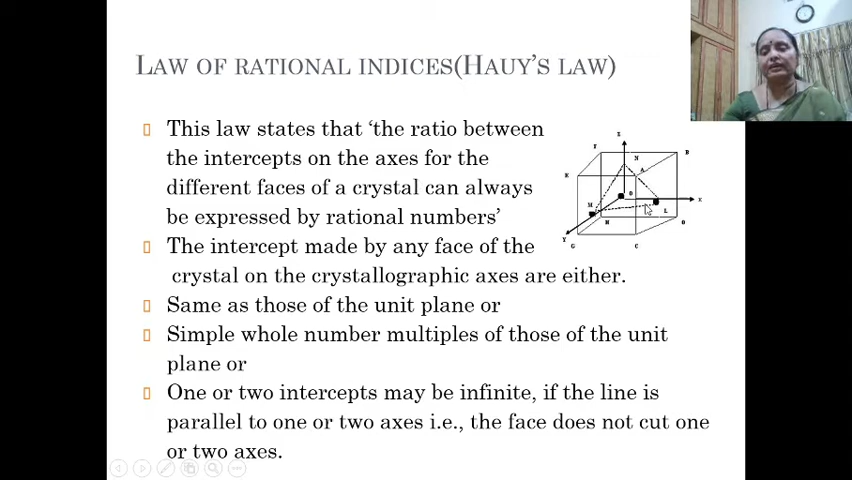 LAW OF RATIONAL INDICES(HAUY'S LAW)
This law states that 'the ratio between
the intercepts on the axes for the
different faces of a crystal can always
be expressed by rational numbers'
The intercept made by any face of the
crystal on the crystallographic axes are either.
Same as those of the unit plane or
Simple whole number multiples of those of the unit
plane or
One or two intercepts may be infinite, if the line is
parallel to one or two axes i.e., the face does not cut one
or two axes.
Z
F
N
B
E
A
O
X
M
L
H
D
Y
G
C